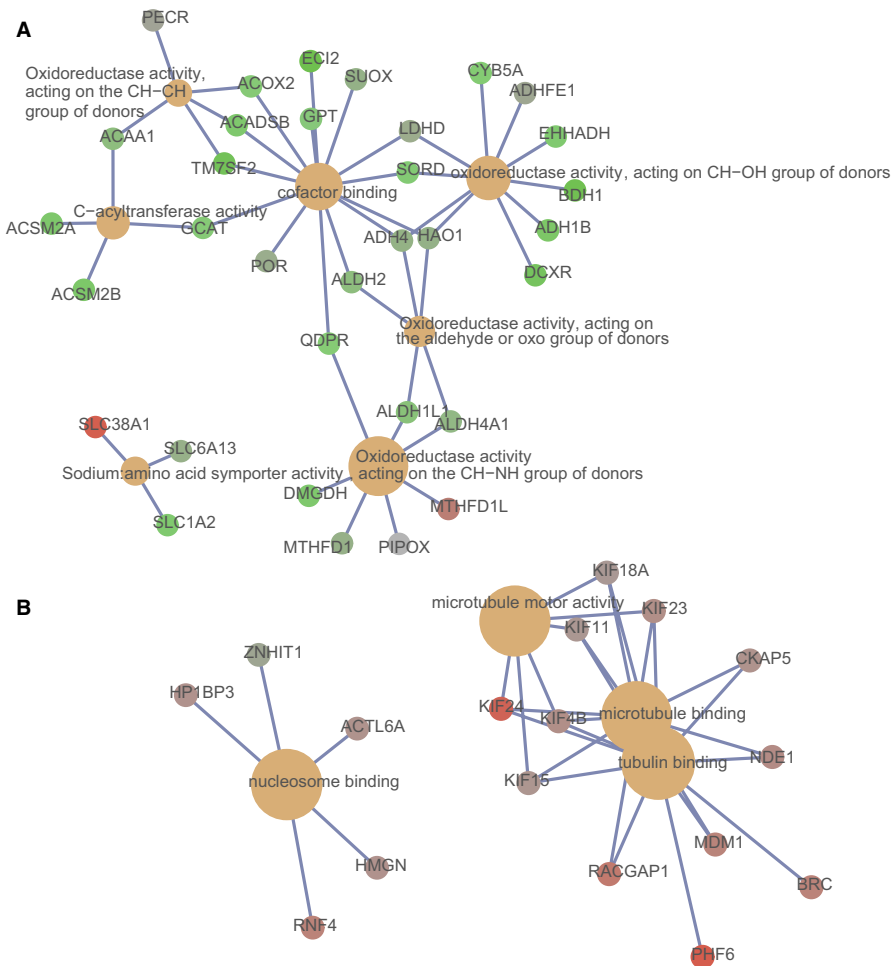 A
PECR
Oxidoreductase activity,
acting on the CH−CH
group of donors
ACOX2
ECI2
SUOX
CYB5A
ADHFE1
ACADSB
GPT
LDHD
EHHADH
ACAA1
TM7SF2
SORD
oxidoreductase activity, acting on CH−OH group of donors
cofactor binding
BDH1
C−acyltransferase activity
ACSM2A
CCAT
ADH4
HAO1
ADH1B
POR
ALDH2
DCXR
ACSM2B
Oxidoreductase activity, acting on
the aldehyde or oxo group of donors
QDPR
ALDH1L1
ALDH4A1
SLC38A1
SLC6A13
Oxidoreductase activity
Sodium:amino acid symporter activity
, acting on the CH−NH group of donors
DMGDH
MTHFD1L
SLC1A2
MTHFD1
PIPOX
B
KIF18A
microtubule motor activity
KIF23
KIF11
ZNHIT1
CKAP5
HP1BP3
KIF24
KIF4B
microtubule binding
ACTL6A
tubulin binding
NDE1
nucleosome binding
KIF15
MDM1
HMGN
RACGAP1
BRC
RNF4
PHF6